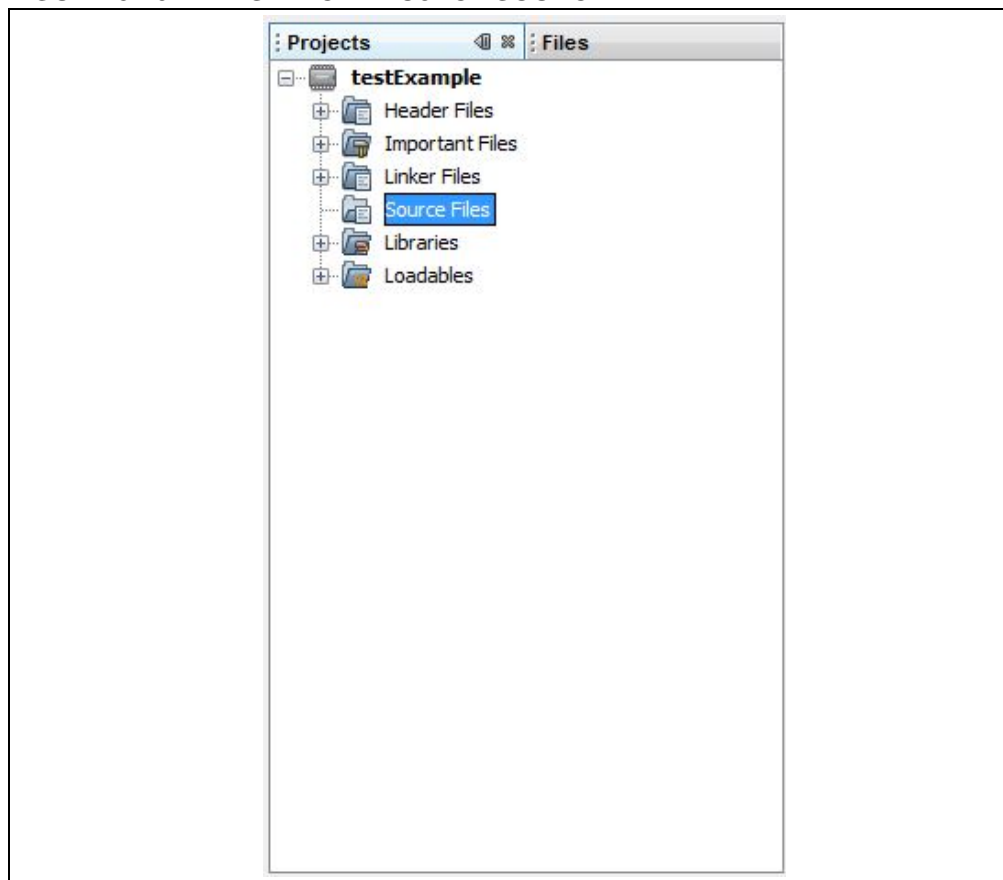 Projects
Files
testExample
Header Files
Important Files
Linker Files
Source Files
Libraries
Loadables